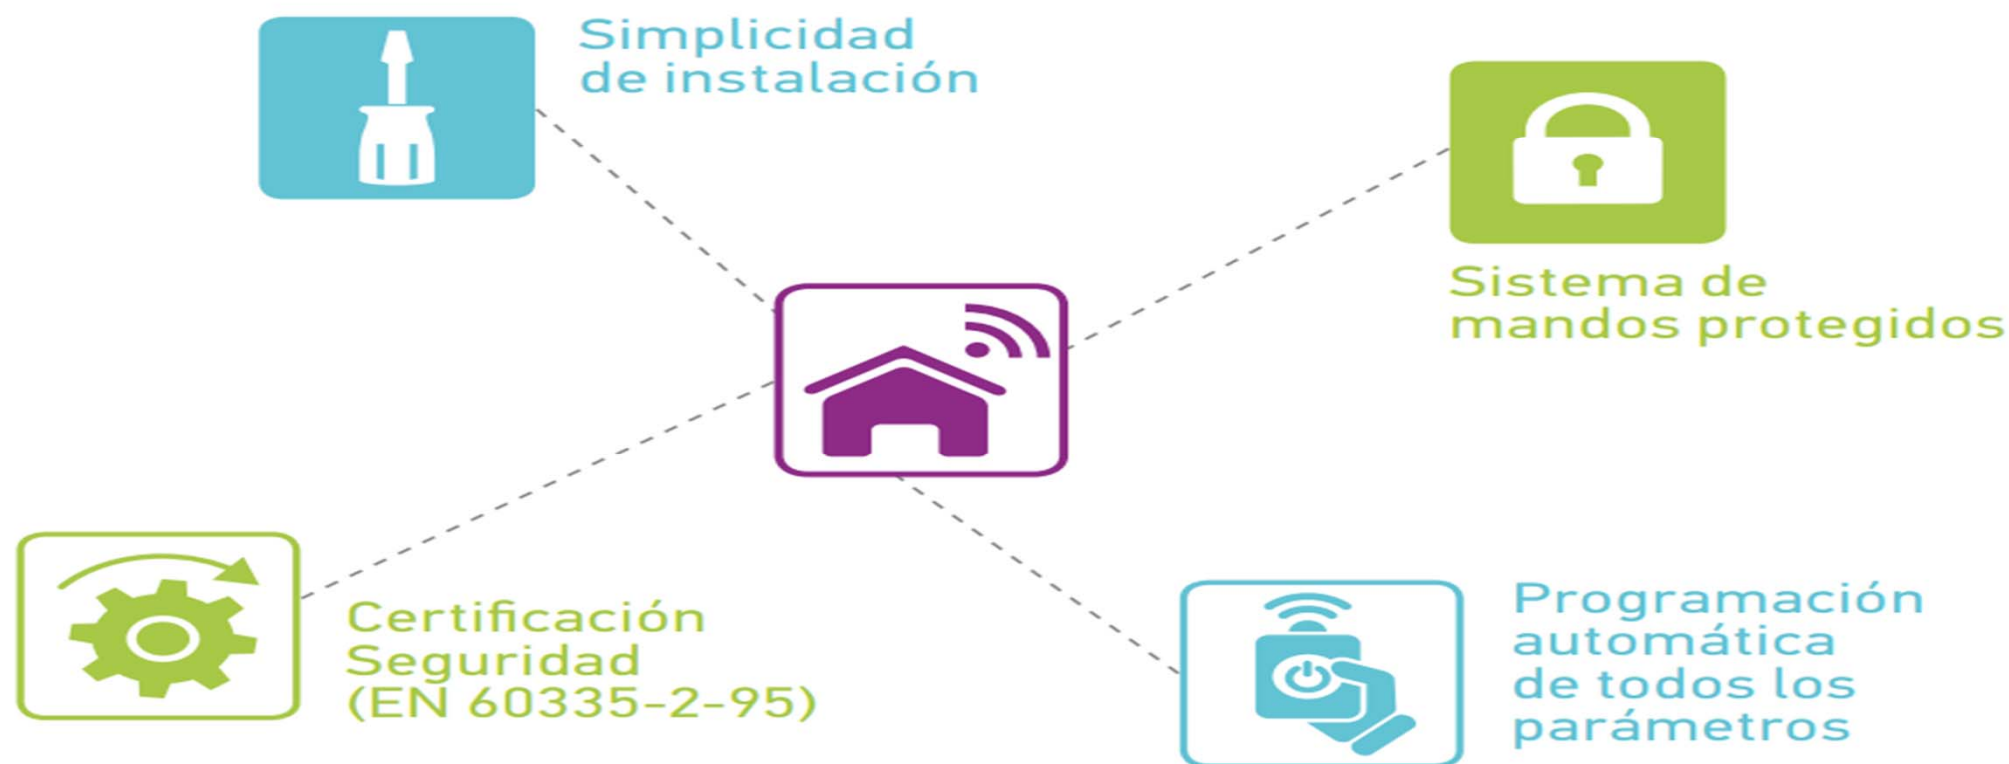 Simplicidad
de instalación
Sistema de
mandos protegidos
Certificación
Seguridad
(EN 60335-2-95)
Programación
automática
de todos los
parámetros